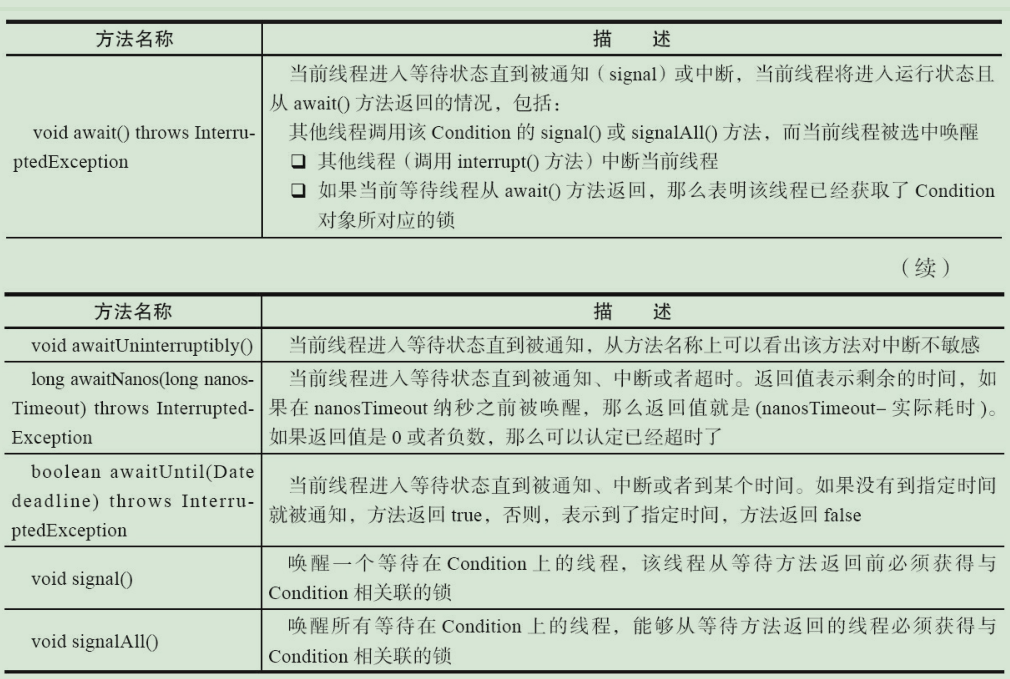 方法名称 描 述
void await() throws Interru-
ptedException
当前线程进入等待状态直到被通知（signal）或中断，当前线程将进入运行状态且
从 await() 方法返回的情况，包括：
其他线程调用该 Condition 的 signal() 或 signalAll() 方法，而当前线程被选中唤醒
❑ 其他线程（调用 interrupt() 方法）中断当前线程
❑ 如果当前等待线程从 await() 方法返回，那么表明该线程已经获取了 Condition
对象所对应的锁
（续）
方法名称 描 述
void awaitUninterruptibly()
当前线程进入等待状态直到被通知，从方法名称上可以看出该方法对中断不敏感
long awaitNanos(long nanos-
Timeout) throws Interrupted-
Exception
当前线程进入等待状态直到被通知、中断或者超时。返回值表示剩余的时间，如
果在 nanosTimeout 纳秒之前被唤醒，那么返回值就是 (nanosTimeout– 实际耗时 )。
如果返回值是 0 或者负数，那么可以认定已经超时了
boolean awaitUntil(Date
deadline) throws Interru-
ptedException
当前线程进入等待状态直到被通知、中断或者到某个时间。如果没有到指定时间
就被通知，方法返回 true，否则，表示到了指定时间，方法返回 false
void signal()
唤醒一个等待在 Condition 上的线程，该线程从等待方法返回前必须获得与
Condition 相关联的锁
void signalAll()
唤醒所有等待在 Condition 上的线程，能够从等待方法返回的线程必须获得与
Condition 相关联的锁